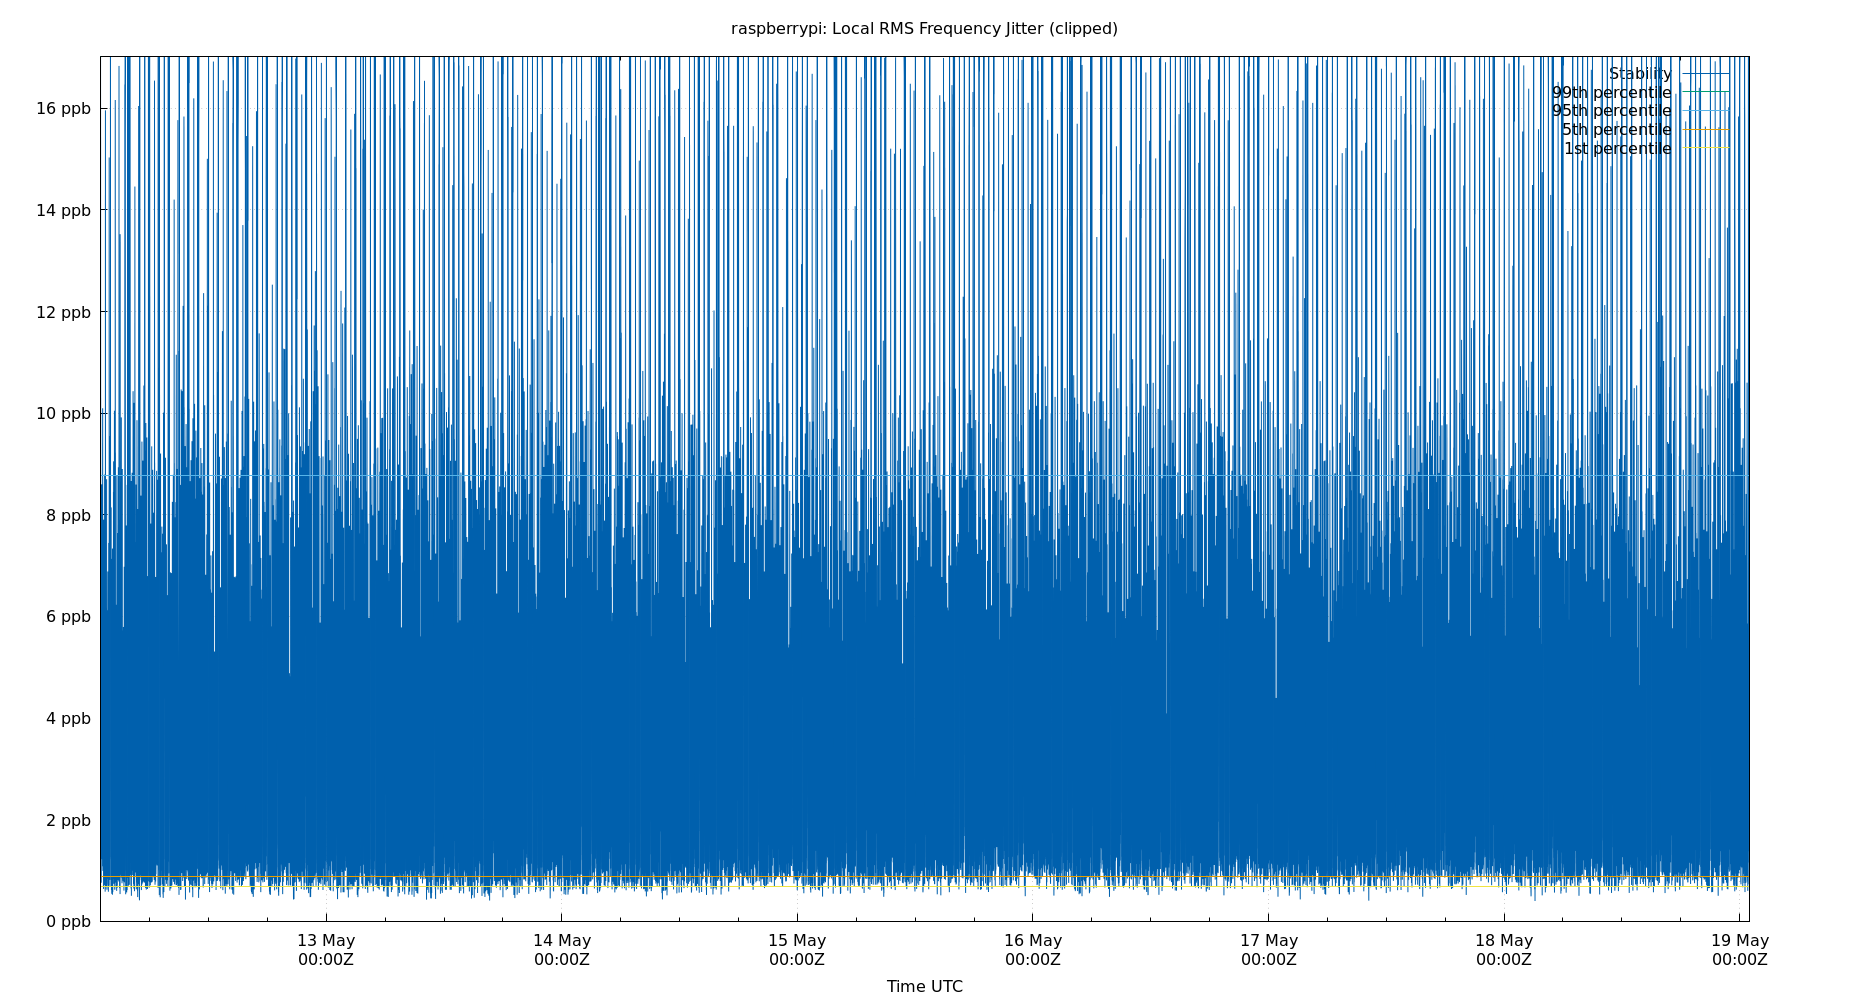 raspberrypi: Local RMS Frequency Jitter (clipped)
Stability
99th percentile
95th percentile
5th percentile
1st percentile
16 ppb
14 ppb
12 ppb
10 ppb
8 ppb
6 ppb
4 ppb
2 ppb
0 ppb
13 May 14 May 15 May 16 May 17 May 18 May 19 May
00:00Z 00:00Z 00:00Z 00:00Z 00:00Z 00:00Z 00:00Z
Time UTC